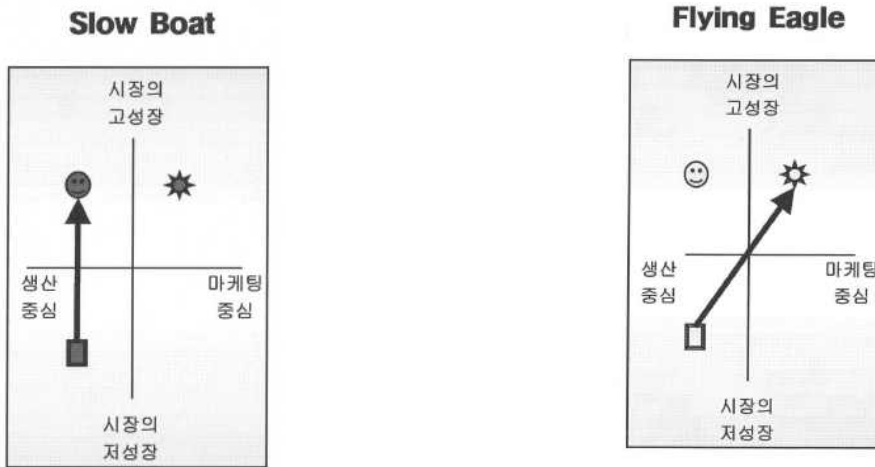 Slow Boat
시장의
고성장
생산
중심
마케팅
중심
시장의
저성장
Flying Eagle
시장의
고성장
생산
중심
마케팅
중심
시장의
저성장